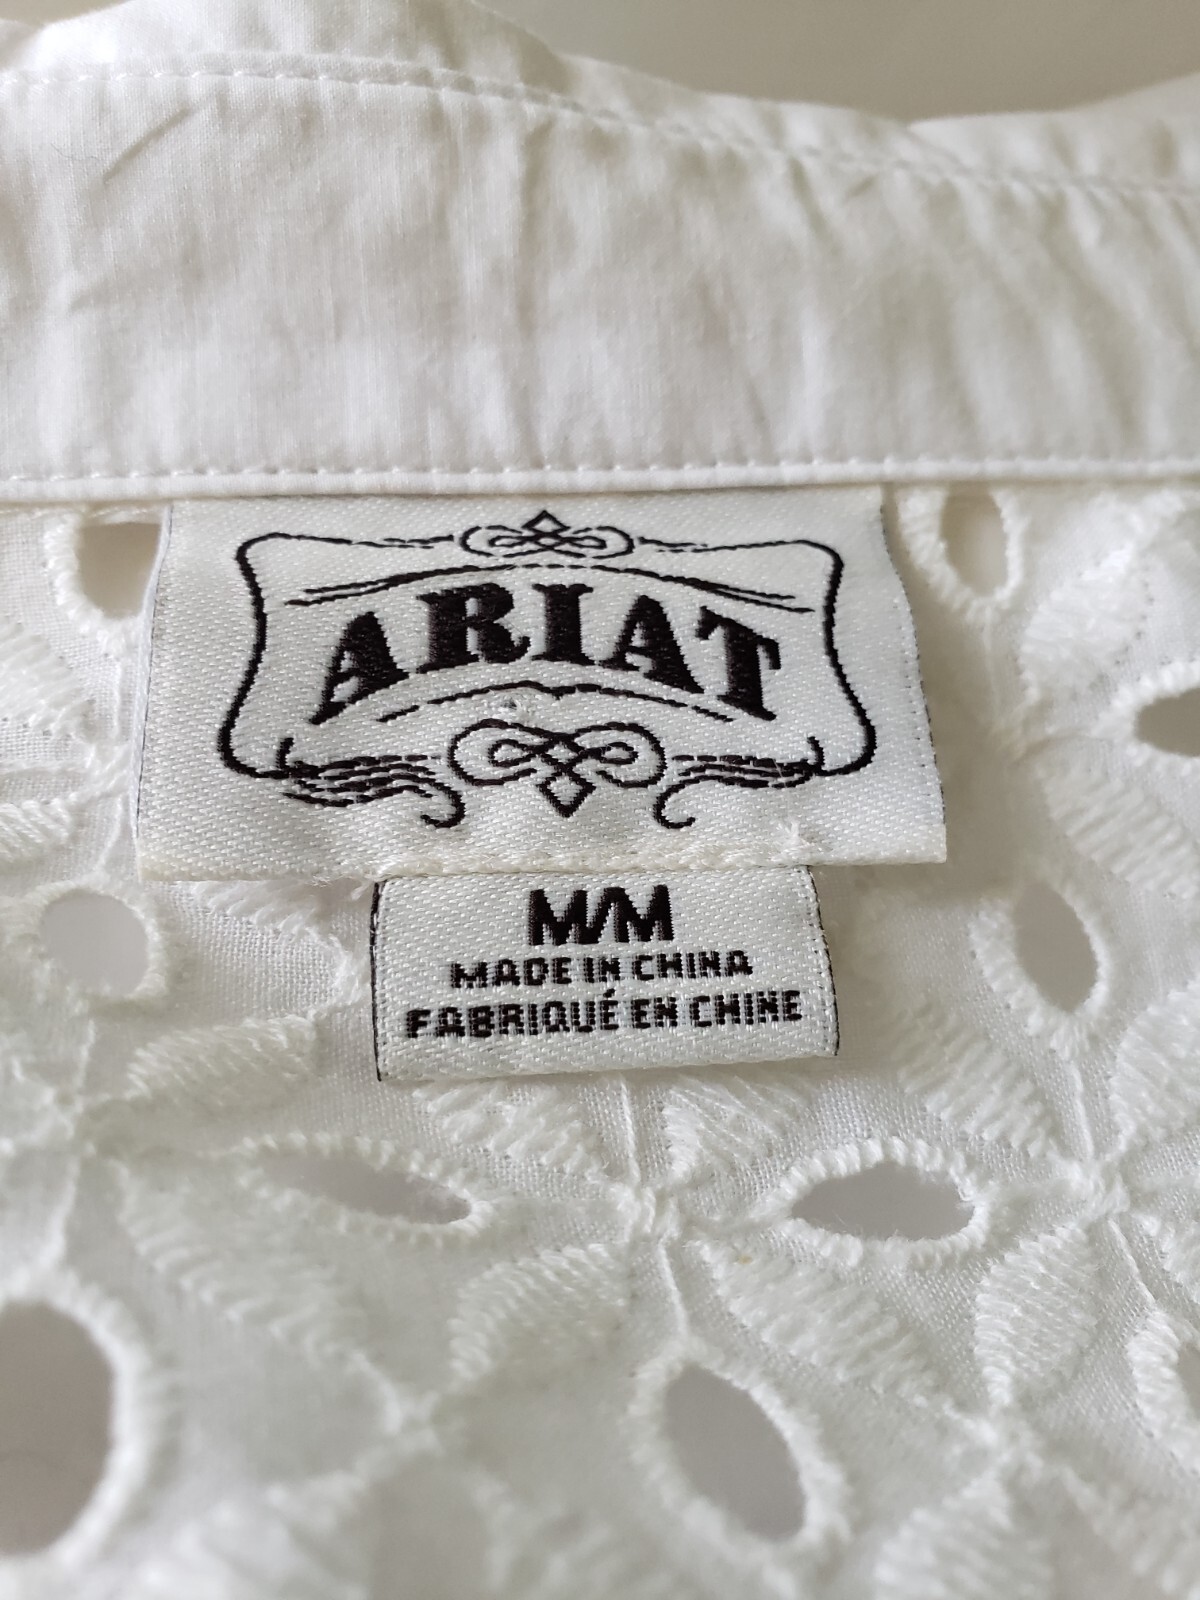 ARIAT
M/M
MADE IN CHINA
FABRIQUÉ EN CHINE